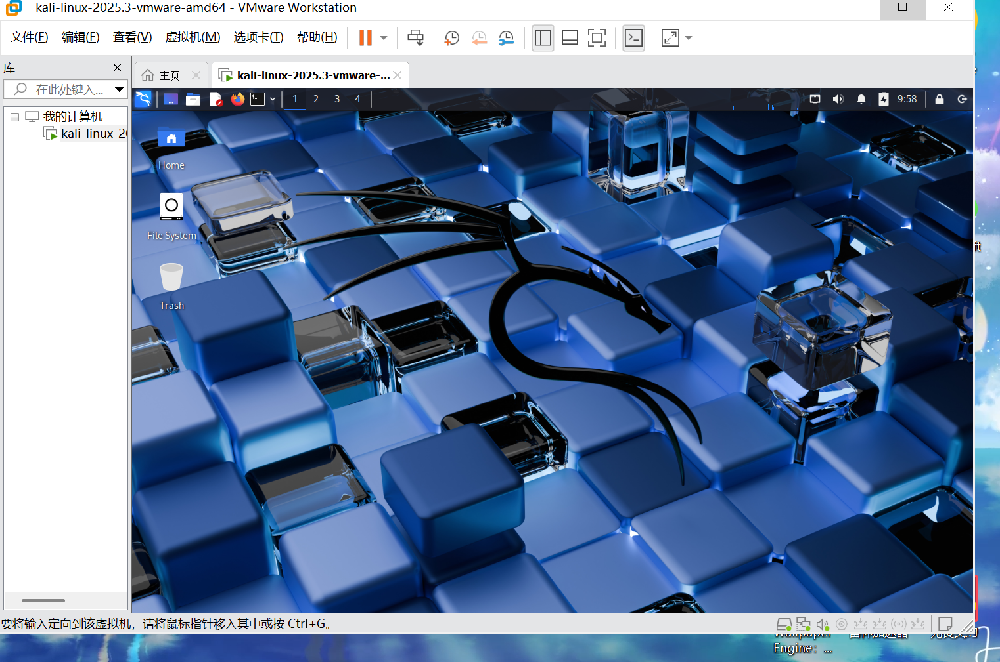 kali-linux-2025.3-vmware-amd64 - VMware Workstation
文件(F) 编辑(E) 查看(V) 虚拟机(M) 选项卡(T) 帮助(H)
库
在此处键入...
主页
kali-linux-2025.3-vmware-...
我的计算机
kali-linux-20
1 2 3 4
9:58
Home
File System
Trash
要将输入定向到该虚拟机，请将鼠标指针移入其中或按 Ctrl+G。
Wallpaper
Engine：...